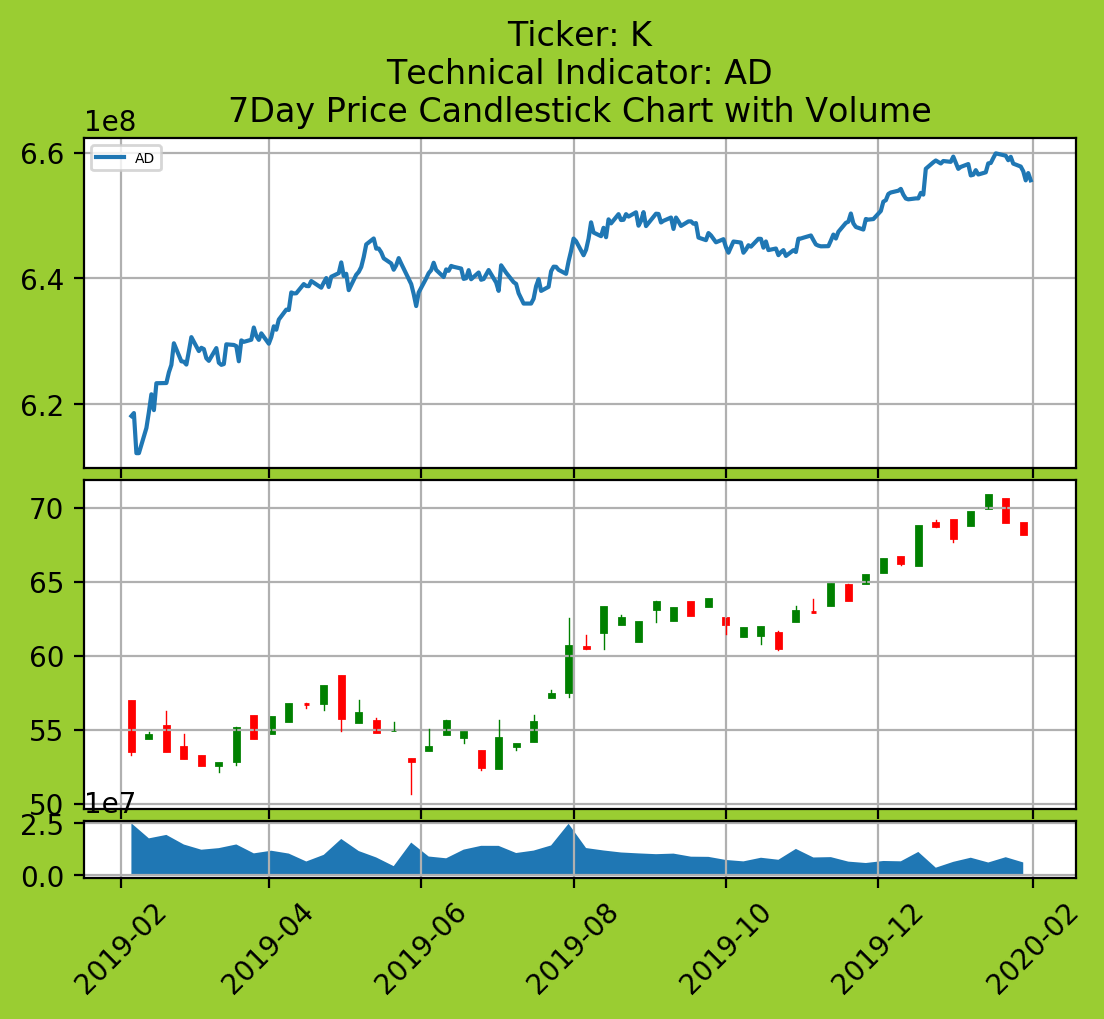 Ticker: K
Technical Indicator: AD
7Day Price Candlestick Chart with Volume
1e8
AD
6.6
6.4
6.2
70
65
60
55
50
1e7
2.5
0.0
2019-02
2019-04
2019-06
2019-08
2019-10
2019-12
2020-02